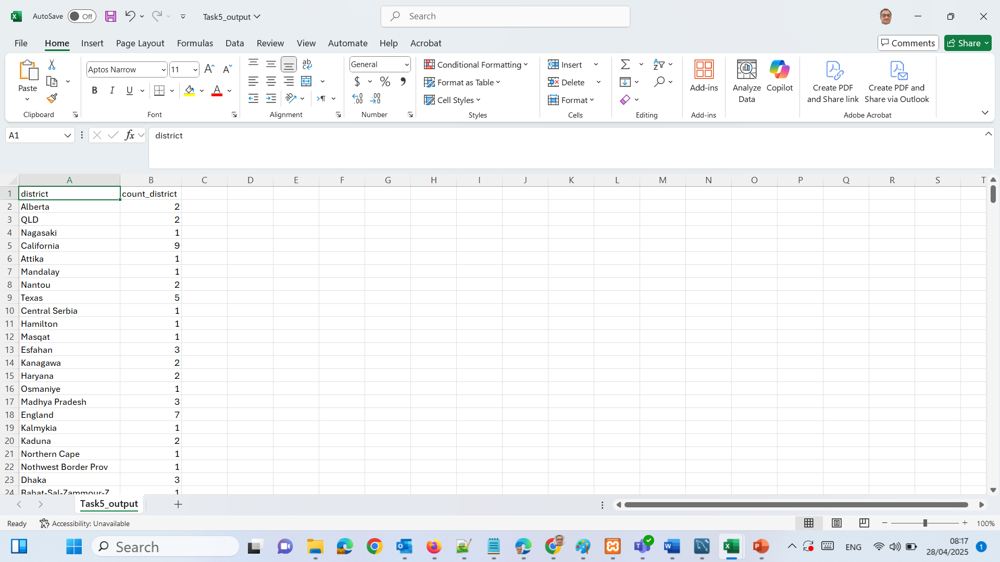 AutoSave Off Task5_output Search
File Home Insert Page Layout Formulas Data Review View Automate Help Acrobat Comments Share
Paste
Clipboard
Aptos Narrow 11
B I U A
Font
ab
Alignment
General
$ % 9
Number
Conditional Formatting
Format as Table
Cell Styles
Styles
Insert
Delete
Format
Cells
Editing
Add-ins
Add-ins
Analyze
Data
Copilot
Create PDF
and Share link
Create PDF and
Share via Outlook
Adobe Acrobat
A1 fx district
A B C D E F G H I J K L M N O P Q R S T
1 district count_district
2 Alberta 2
3 QLD 2
4 Nagasaki 1
5 California 9
6 Attika 1
7 Mandalay 1
8 Nantou 2
9 Texas 5
10 Central Serbia 1
11 Hamilton 1
12 Masqat 1
13 Esfahan 3
14 Kanagawa 2
15 Haryana 2
16 Osmaniye 1
17 Madhya Pradesh 3
18 England 7
19 Kalmykia 1
20 Kaduna 2
21 Northern Cape 1
22 Nothwest Border Prov 1
23 Dhaka 3
24 Rabat-Sal-Zammour-Z 1
Task5_output
Ready Accessibility: Unavailable 100%
Search ENG 08:17
28/04/2025 1